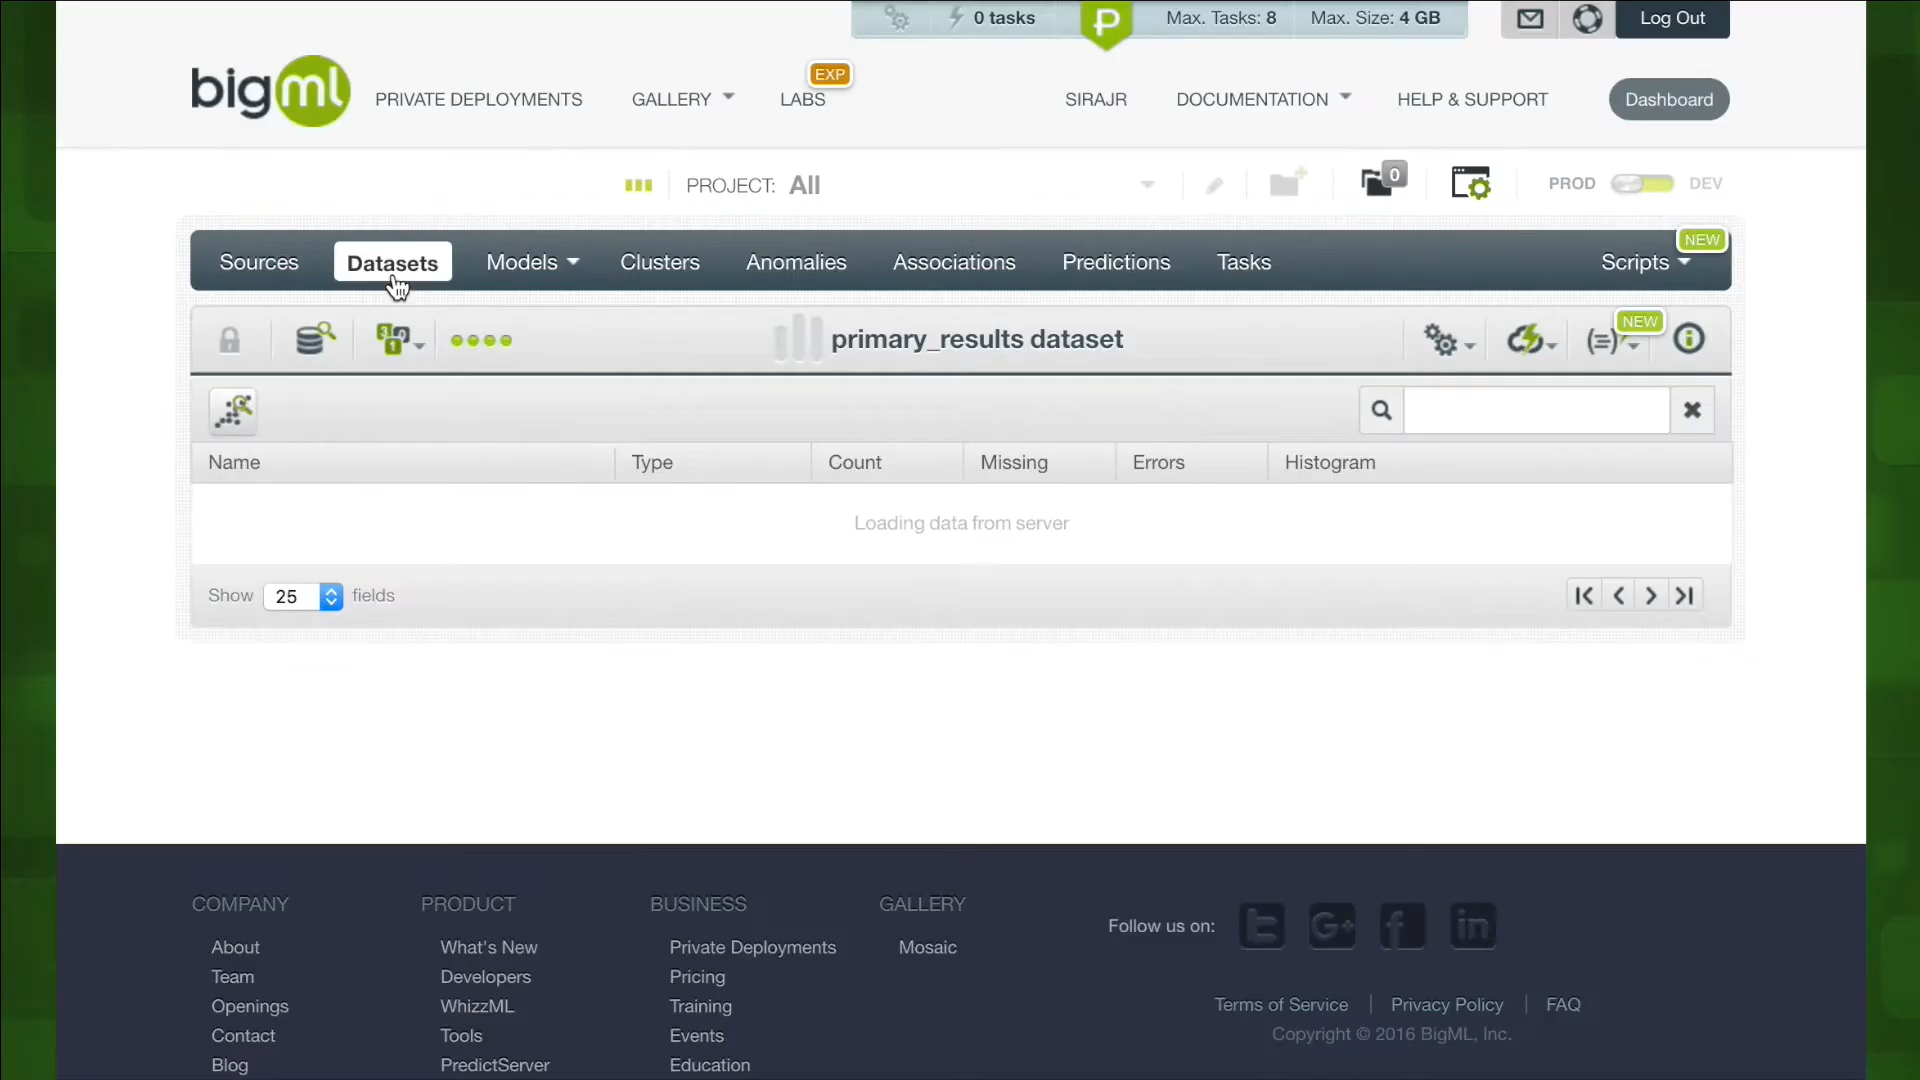 0 tasks
P
Max. Tasks: 8
Max. Size: 4 GB
Log Out
bigml
PRIVATE DEPLOYMENTS
GALLERY
LABS
EXP
SIRAJR
DOCUMENTATION
HELP & SUPPORT
Dashboard
PROJECT: All
0
PROD
DEV
Sources
Datasets
Models
Clusters
Anomalies
Associations
Predictions
Tasks
Scripts
NEW
primary_results dataset
NEW
Name
Type
Count
Missing
Errors
Histogram
Loading data from server
Show 25 fields
COMPANY
About
Team
Openings
Contact
Blog
PRODUCT
What's New
Developers
WhizzML
Tools
PredictServer
BUSINESS
Private Deployments
Pricing
Training
Events
Education
GALLERY
Mosaic
Follow us on:
Terms of Service | Privacy Policy | FAQ
Copyright © 2016 BigML, Inc.